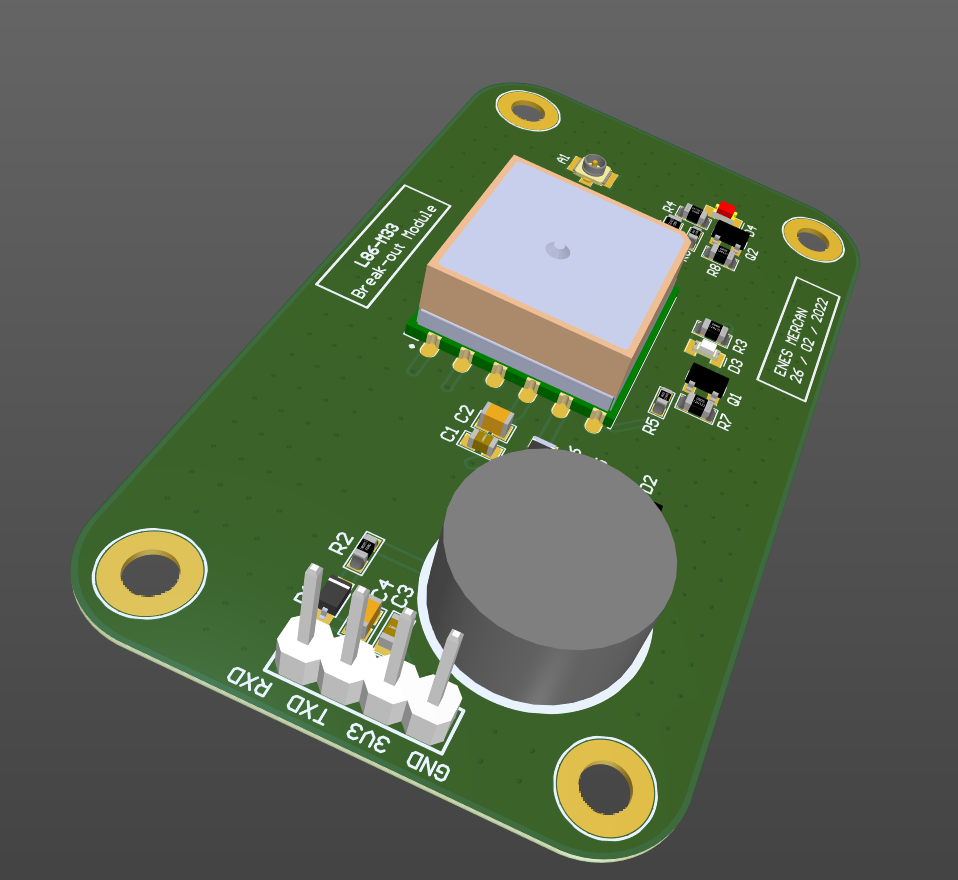 A1
R4
L86-M33
Break-out Module
Q2
R8
ENES MERCAN
26 / 02 / 2022
R3
D3
Q1
R7
R5
C2
C1
D2
R2
C4
C3
RXD
TXD
3V3
GND